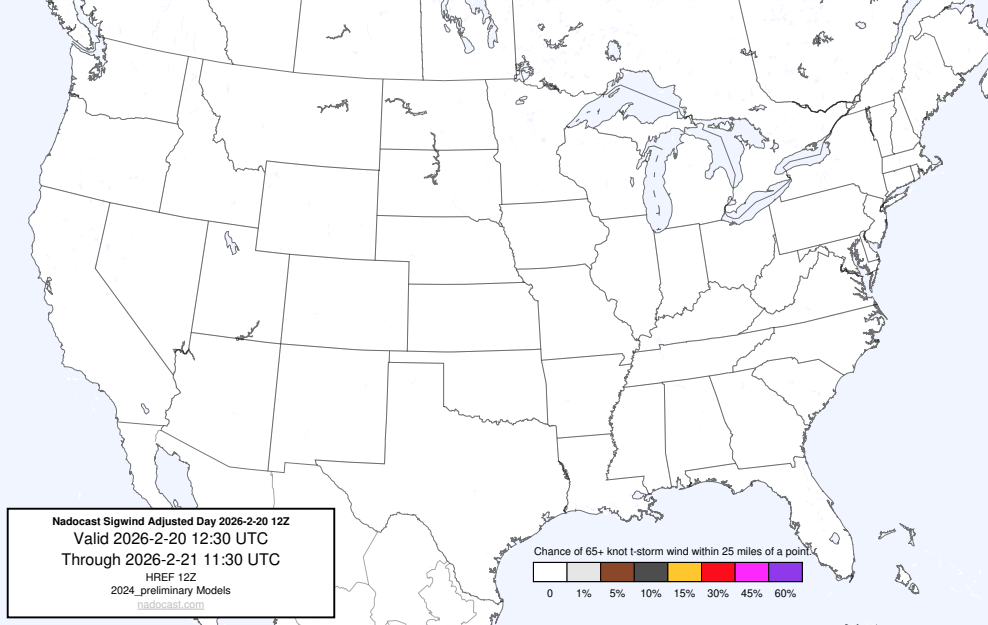 Nadocast Sigwind Adjusted Day 2026-2-20 12Z
Valid 2026-2-20 12:30 UTC
Through 2026-2-21 11:30 UTC
HREF 12Z
2024_preliminary Models
nadocast.com
Chance of 65+ knot t-storm wind within 25 miles of a point.
0 1% 5% 10% 15% 30% 45% 60%